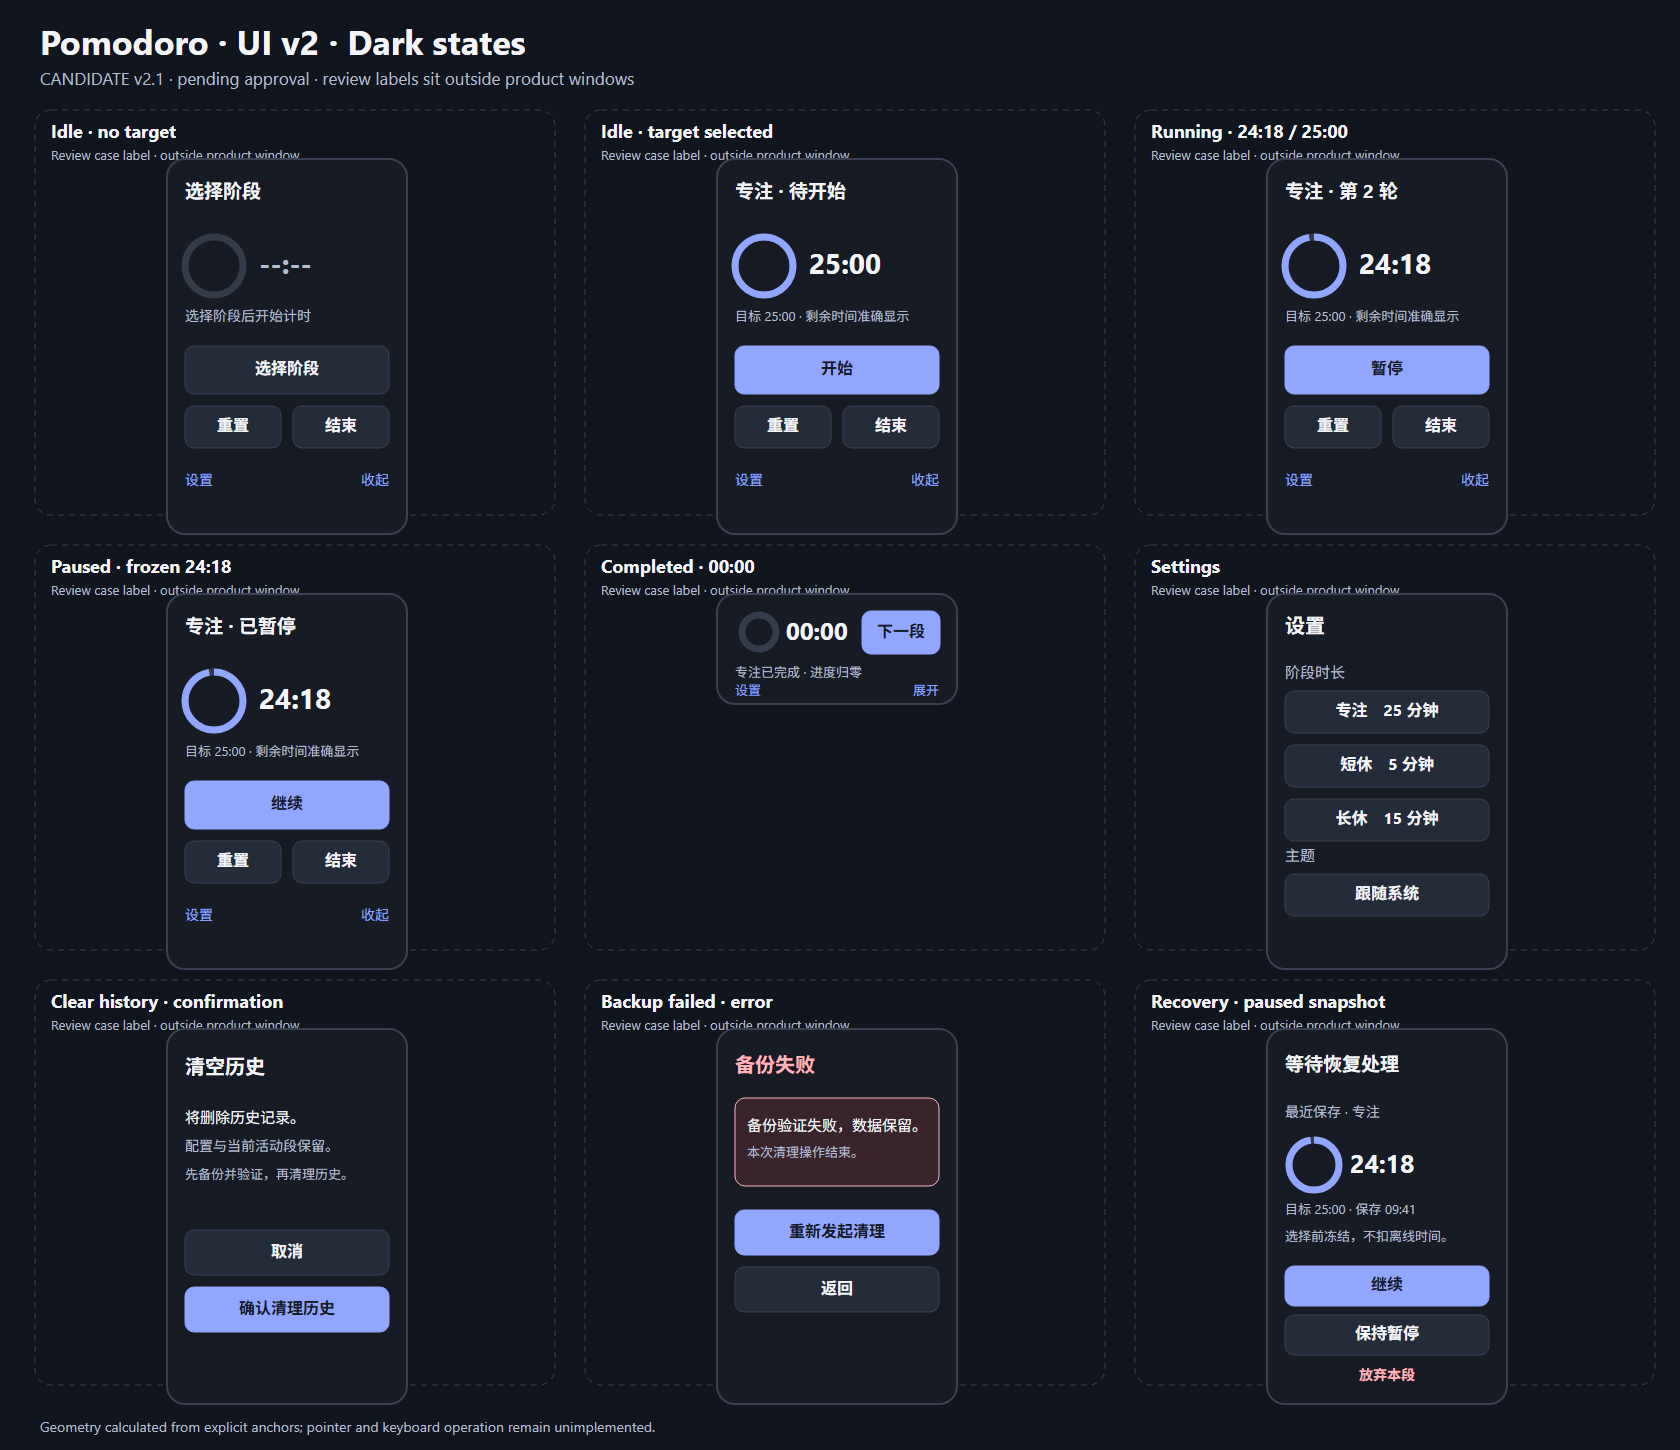 Pomodoro · UI v2 · Dark states
CANDIDATE v2.1 · pending approval · review labels sit outside product windows
Idle · no target
Review case label · outside product window
选择阶段
--:--
选择阶段后开始计时
选择阶段
重置 结束
设置 收起
Idle · target selected
Review case label · outside product window
专注 · 待开始
25:00
目标 25:00 · 剩余时间准确显示
开始
重置 结束
设置 收起
Running · 24:18 / 25:00
Review case label · outside product window
专注 · 第 2 轮
24:18
目标 25:00 · 剩余时间准确显示
暂停
重置 结束
设置 收起
Paused · frozen 24:18
Review case label · outside product window
专注 · 已暂停
24:18
目标 25:00 · 剩余时间准确显示
继续
重置 结束
设置 收起
Completed · 00:00
Review case label · outside product window
00:00 下一段
专注已完成 · 进度归零
设置 展开
Settings
Review case label · outside product window
设置
阶段时长
专注 25 分钟
短休 5 分钟
长休 15 分钟
主题
跟随系统
Clear history · confirmation
Review case label · outside product window
清空历史
将删除历史记录。
配置与当前活动段保留。
先备份并验证，再清理历史。
取消
确认清理历史
Backup failed · error
Review case label · outside product window
备份失败
备份验证失败，数据保留。
本次清理操作结束。
重新发起清理
返回
Recovery · paused snapshot
Review case label · outside product window
等待恢复处理
最近保存 · 专注
24:18
目标 25:00 · 保存 09:41
选择前冻结，不扣离线时间。
继续
保持暂停
放弃本段
Geometry calculated from explicit anchors; pointer and keyboard operation remain unimplemented.